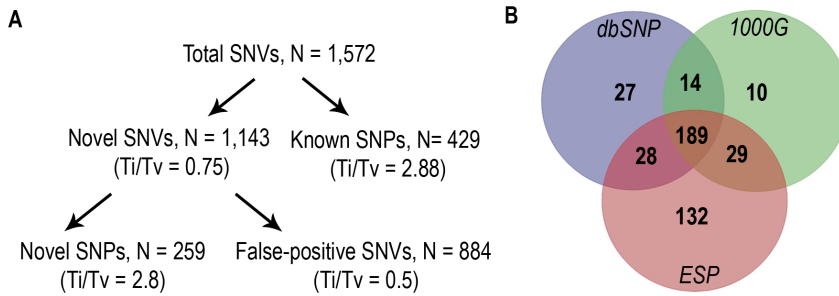 A
Total SNVs, N = 1,572
Novel SNVs, N = 1,143
(Ti/Tv = 0.75)
Known SNPs, N= 429
(Ti/Tv = 2.88)
Novel SNPs, N = 259
(Ti/Tv = 2.8)
False-positive SNVs, N = 884
(Ti/Tv = 0.5)
B
dbSNP
1000G
27
14
10
189
28
29
132
ESP